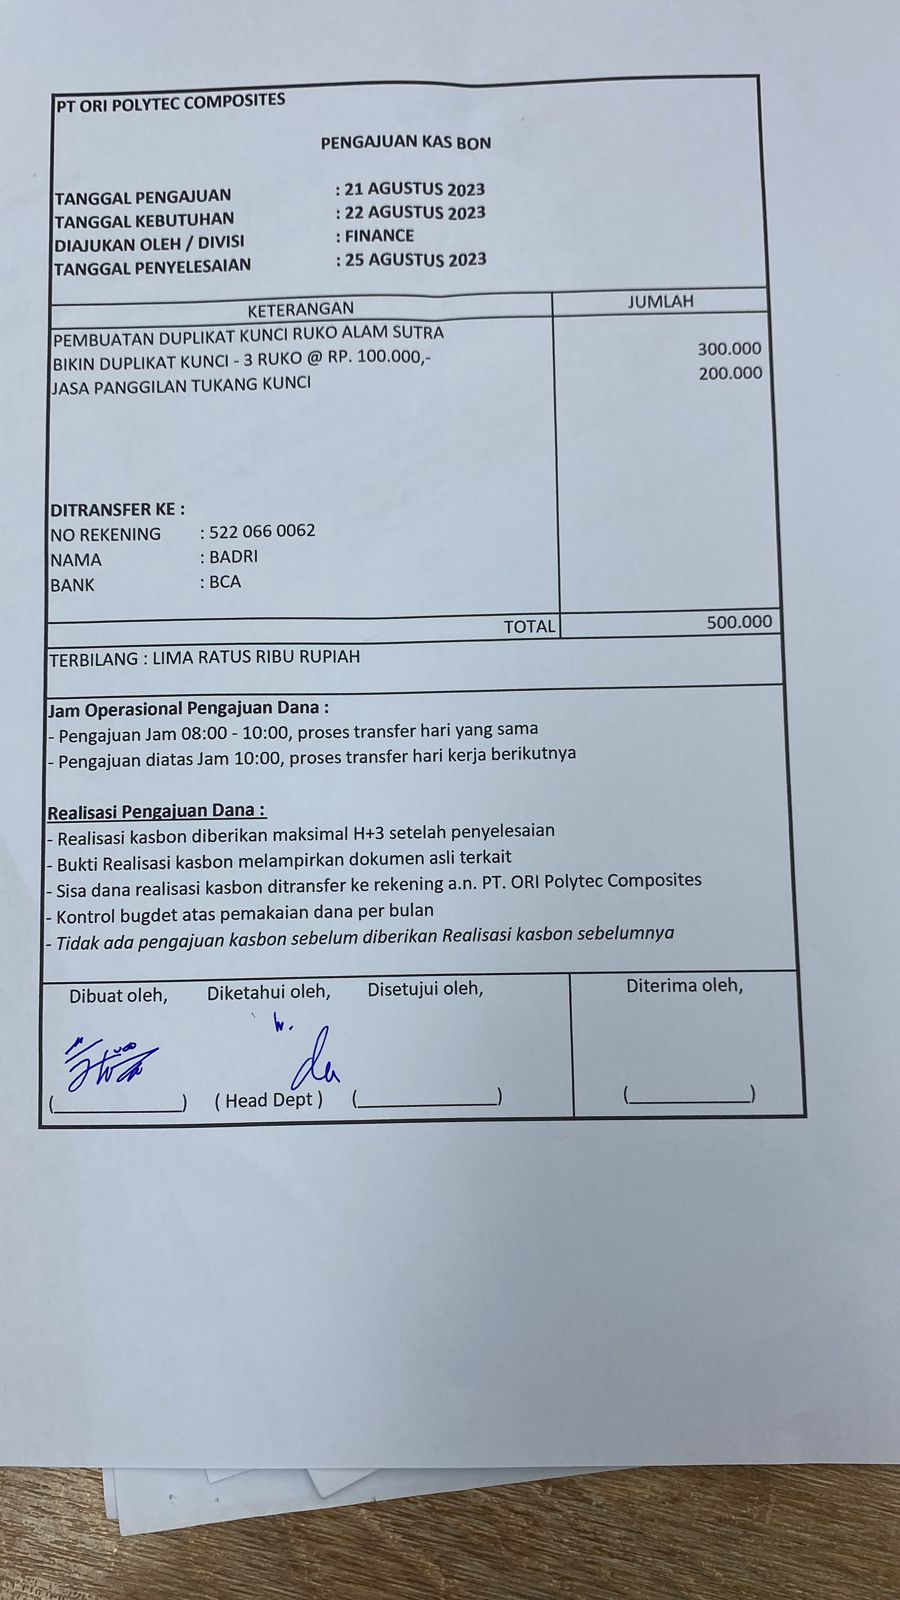 PT ORI POLYTEC COMPOSITES
PENGAJUAN KAS BON
TANGGAL PENGAJUAN : 21 AGUSTUS 2023
TANGGAL KEBUTUHAN : 22 AGUSTUS 2023
DIAJUKAN OLEH / DIVISI : FINANCE
TANGGAL PENYELESAIAN : 25 AGUSTUS 2023
KETERANGAN JUMLAH
PEMBUATAN DUPLIKAT KUNCI RUKO ALAM SUTRA
BIKIN DUPLIKAT KUNCI - 3 RUKO @ RP. 100.000,- 300.000
JASA PANGGILAN TUKANG KUNCI 200.000
DITRANSFER KE :
NO REKENING : 522 066 0062
NAMA : BADRI
BANK : BCA
TOTAL 500.000
TERBILANG : LIMA RATUS RIBU RUPIAH
Jam Operasional Pengajuan Dana :
- Pengajuan Jam 08:00 - 10:00, proses transfer hari yang sama
- Pengajuan diatas Jam 10:00, proses transfer hari kerja berikutnya
Realisasi Pengajuan Dana :
- Realisasi kasbon diberikan maksimal H+3 setelah penyelesaian
- Bukti Realisasi kasbon melampirkan dokumen asli terkait
- Sisa dana realisasi kasbon ditransfer ke rekening a.n. PT. ORI Polytec Composites
- Kontrol bugdet atas pemakaian dana per bulan
- Tidak ada pengajuan kasbon sebelum diberikan Realisasi kasbon sebelumnya
Dibuat oleh, Diketahui oleh, Disetujui oleh, Diterima oleh,
(____________) ( Head Dept ) (____________) (____________)